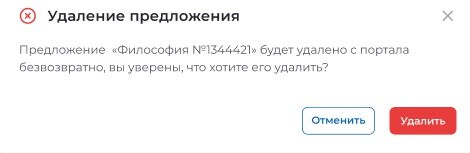 Удаление предложения
Предложение «Философия №1344421» будет удалено с портала
безвозвратно, вы уверены, что хотите его удалить?
Отменить
Удалить